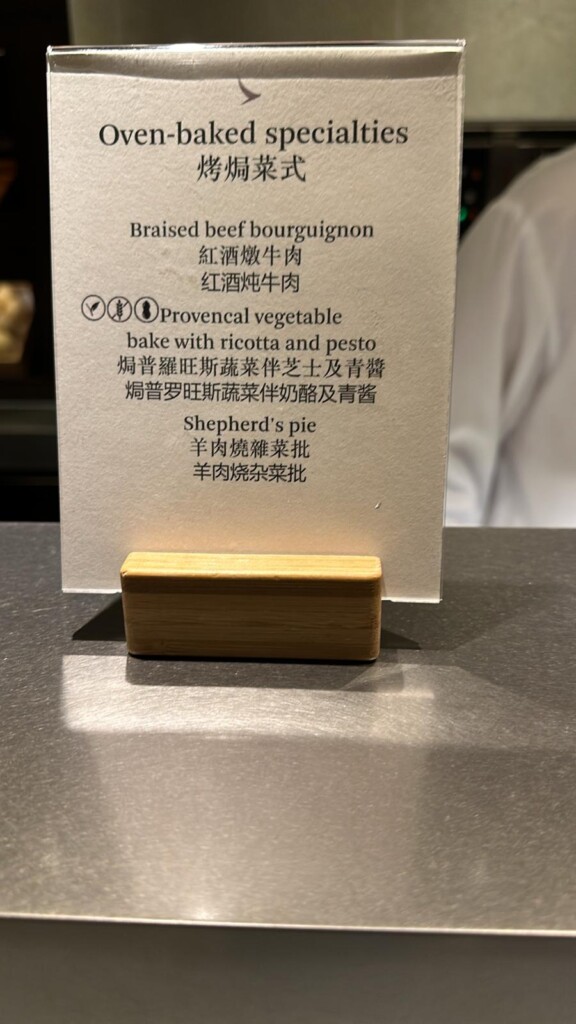 Oven-baked specialties
烤焗菜式
Braised beef bourguignon
紅酒燉牛肉
红酒炖牛肉
Provencal vegetable
bake with ricotta and pesto
焗普羅旺斯蔬菜伴芝士及青醬
焗普罗旺斯蔬菜伴奶酪及青酱
Shepherd's pie
羊肉燒雜菜批
羊肉烧杂菜批